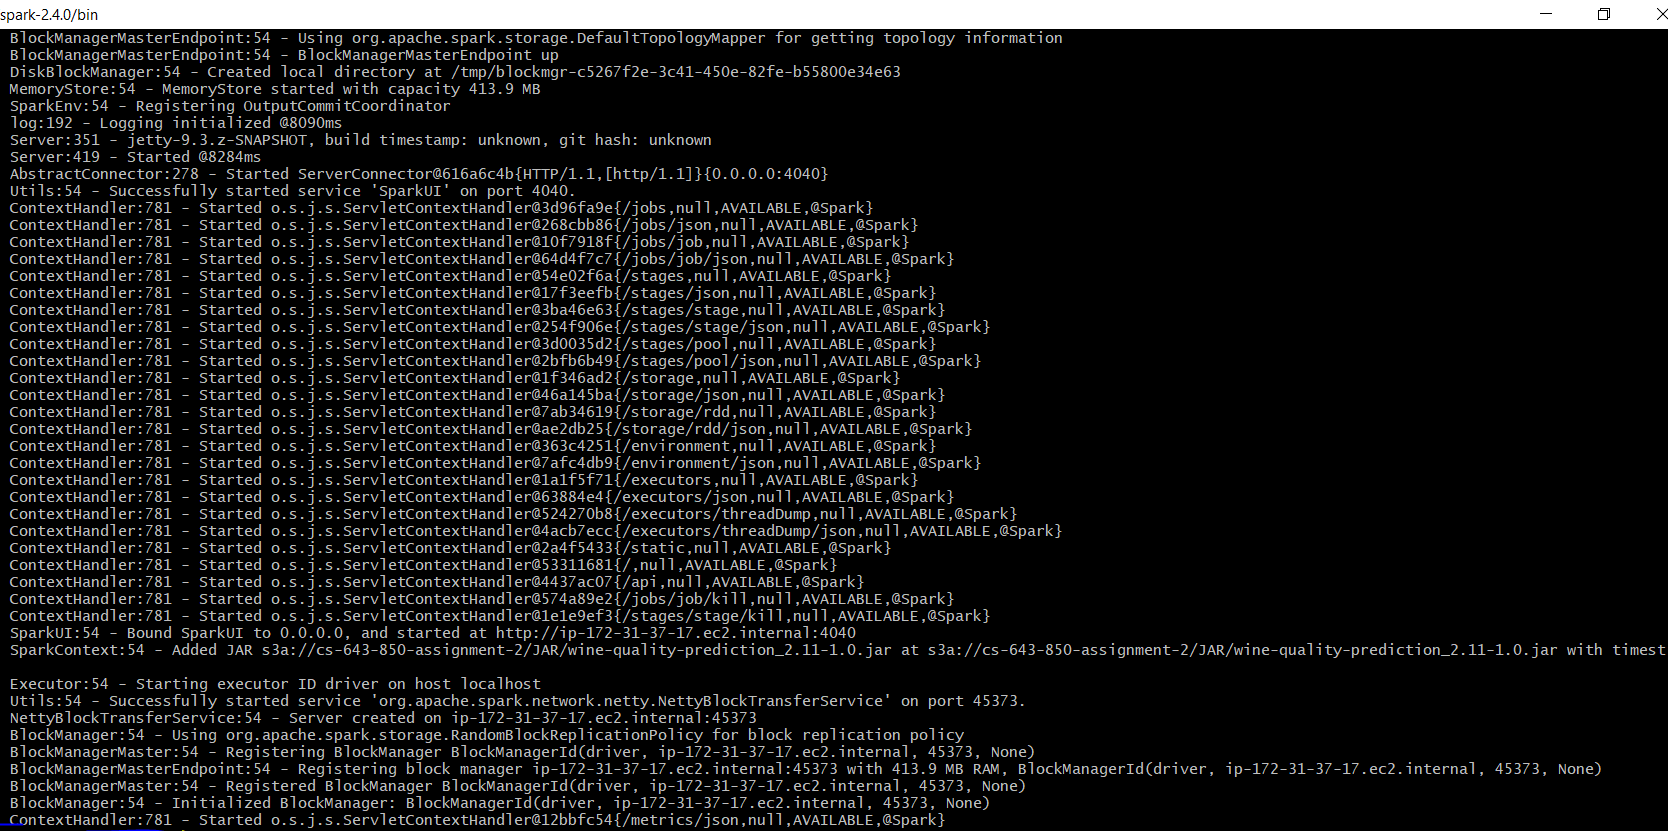 spark-2.4.0/bin
BlockManagerMasterEndpoint:54 - Using org.apache.spark.storage.DefaultTopologyMapper for getting topology information
BlockManagerMasterEndpoint:54 - BlockManagerMasterEndpoint up
DiskBlockManager:54 - Created local directory at /tmp/blockmgr-c5267f2e-3c41-450e-82fe-b55800e34e63
MemoryStore:54 - MemoryStore started with capacity 413.9 MB
SparkEnv:54 - Registering OutputCommitCoordinator
log:192 - Logging initialized @8090ms
Server:351 - jetty-9.3.z-SNAPSHOT, build timestamp: unknown, git hash: unknown
Server:419 - Started @8284ms
AbstractConnector:278 - Started ServerConnector@616a6c4b{HTTP/1.1,[http/1.1]}{0.0.0.0:4040}
Utils:54 - Successfully started service 'SparkUI' on port 4040.
ContextHandler:781 - Started o.s.j.s.ServletContextHandler@3d96fa9e{/jobs,null,AVAILABLE,@Spark}
ContextHandler:781 - Started o.s.j.s.ServletContextHandler@268cbb86{/jobs/json,null,AVAILABLE,@Spark}
ContextHandler:781 - Started o.s.j.s.ServletContextHandler@10f7918f{/jobs/job,null,AVAILABLE,@Spark}
ContextHandler:781 - Started o.s.j.s.ServletContextHandler@64d4f7c7{/jobs/job/json,null,AVAILABLE,@Spark}
ContextHandler:781 - Started o.s.j.s.ServletContextHandler@54e02f6a{/stages,null,AVAILABLE,@Spark}
ContextHandler:781 - Started o.s.j.s.ServletContextHandler@17f3eefb{/stages/json,null,AVAILABLE,@Spark}
ContextHandler:781 - Started o.s.j.s.ServletContextHandler@3ba46e63{/stages/stage,null,AVAILABLE,@Spark}
ContextHandler:781 - Started o.s.j.s.ServletContextHandler@254f906e{/stages/stage/json,null,AVAILABLE,@Spark}
ContextHandler:781 - Started o.s.j.s.ServletContextHandler@3d0035d2{/stages/pool,null,AVAILABLE,@Spark}
ContextHandler:781 - Started o.s.j.s.ServletContextHandler@2bfb6b49{/stages/pool/json,null,AVAILABLE,@Spark}
ContextHandler:781 - Started o.s.j.s.ServletContextHandler@1f346ad2{/storage,null,AVAILABLE,@Spark}
ContextHandler:781 - Started o.s.j.s.ServletContextHandler@46a145ba{/storage/json,null,AVAILABLE,@Spark}
ContextHandler:781 - Started o.s.j.s.ServletContextHandler@7ab34619{/storage/rdd,null,AVAILABLE,@Spark}
ContextHandler:781 - Started o.s.j.s.ServletContextHandler@ae2db25{/storage/rdd/json,null,AVAILABLE,@Spark}
ContextHandler:781 - Started o.s.j.s.ServletContextHandler@363c4251{/environment,null,AVAILABLE,@Spark}
ContextHandler:781 - Started o.s.j.s.ServletContextHandler@7afc4db9{/environment/json,null,AVAILABLE,@Spark}
ContextHandler:781 - Started o.s.j.s.ServletContextHandler@1a1f5f71{/executors,null,AVAILABLE,@Spark}
ContextHandler:781 - Started o.s.j.s.ServletContextHandler@63884e4{/executors/json,null,AVAILABLE,@Spark}
ContextHandler:781 - Started o.s.j.s.ServletContextHandler@524270b8{/executors/threadDump,null,AVAILABLE,@Spark}
ContextHandler:781 - Started o.s.j.s.ServletContextHandler@4acb7ecc{/executors/threadDump/json,null,AVAILABLE,@Spark}
ContextHandler:781 - Started o.s.j.s.ServletContextHandler@2a4f5433{/static,null,AVAILABLE,@Spark}
ContextHandler:781 - Started o.s.j.s.ServletContextHandler@53311681{/,null,AVAILABLE,@Spark}
ContextHandler:781 - Started o.s.j.s.ServletContextHandler@4437ac07{/api,null,AVAILABLE,@Spark}
ContextHandler:781 - Started o.s.j.s.ServletContextHandler@574a89e2{/jobs/job/kill,null,AVAILABLE,@Spark}
ContextHandler:781 - Started o.s.j.s.ServletContextHandler@1e1e9ef3{/stages/stage/kill,null,AVAILABLE,@Spark}
SparkUI:54 - Bound SparkUI to 0.0.0.0, and started at http://ip-172-31-37-17.ec2.internal:4040
SparkContext:54 - Added JAR s3a://cs-643-850-assignment-2/JAR/wine-quality-prediction_2.11-1.0.jar at s3a://cs-643-850-assignment-2/JAR/wine-quality-prediction_2.11-1.0.jar with timest
Executor:54 - Starting executor ID driver on host localhost
Utils:54 - Successfully started service 'org.apache.spark.network.netty.NettyBlockTransferService' on port 45373.
NettyBlockTransferService:54 - Server created on ip-172-31-37-17.ec2.internal:45373
BlockManager:54 - Using org.apache.spark.storage.RandomBlockReplicationPolicy for block replication policy
BlockManagerMaster:54 - Registering BlockManager BlockManagerId(driver, ip-172-31-37-17.ec2.internal, 45373, None)
BlockManagerMasterEndpoint:54 - Registering block manager ip-172-31-37-17.ec2.internal:45373 with 413.9 MB RAM, BlockManagerId(driver, ip-172-31-37-17.ec2.internal, 45373, None)
BlockManagerMaster:54 - Registered BlockManager BlockManagerId(driver, ip-172-31-37-17.ec2.internal, 45373, None)
BlockManager:54 - Initialized BlockManager: BlockManagerId(driver, ip-172-31-37-17.ec2.internal, 45373, None)
ContextHandler:781 - Started o.s.j.s.ServletContextHandler@12bbfc54{/metrics/json,null,AVAILABLE,@Spark}